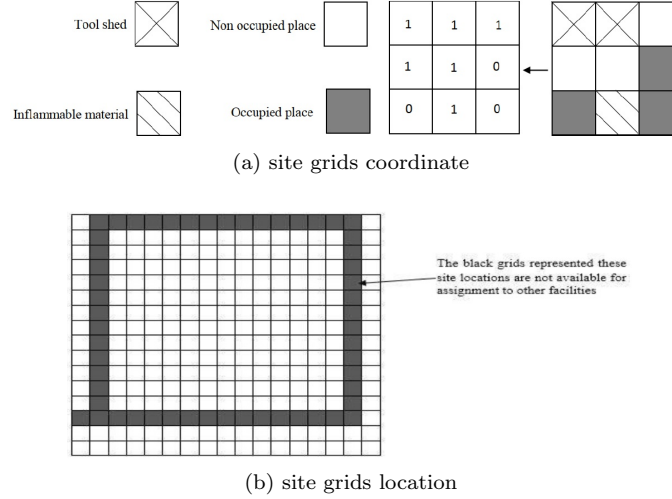 Tool shed
Non occupied place
1 1 1
1 1 0
0 1 0
Inflammable material
Occupied place
(a) site grids coordinate
The black grids represented these
site locations are not available for
assignment to other facilities
(b) site grids location